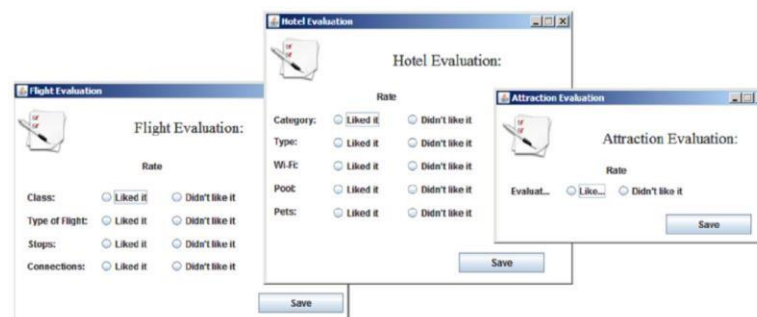 Flight Evaluation
Flight Evaluation:
Rate
Class: Liked it Didn't like it
Type of Flight: Liked it Didn't like it
Stops: Liked it Didn't like it
Connections: Liked it Didn't like it
Save
Hotel Evaluation
Hotel Evaluation:
Rate
Category: Liked it Didn't like it
Type: Liked it Didn't like it
Wi-Fi: Liked it Didn't like it
Pool: Liked it Didn't like it
Pets: Liked it Didn't like it
Save
Attraction Evaluation
Attraction Evaluation:
Rate
Evaluat... Like... Didn't like it
Save